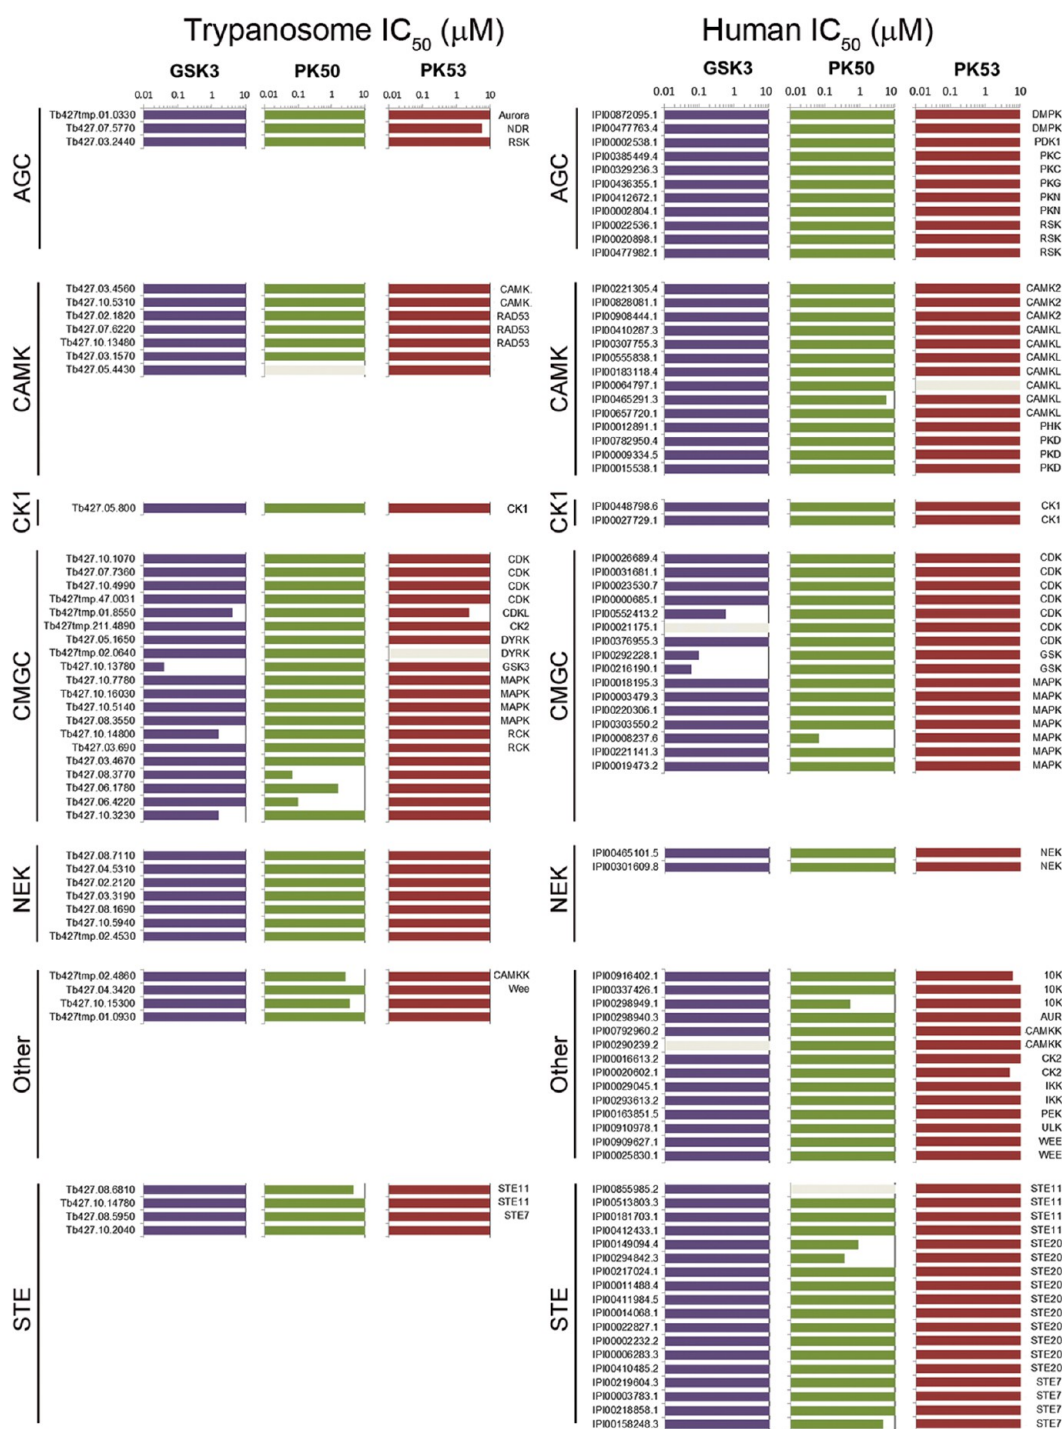 Trypanosome IC50 (μM)
GSK3 PK50 PK53
0.01 0.1 1 10 0.01 0.1 1 10 0.01 0.1 1 10
AGC
Tb427tmp.01.0330 Aurora
Tb427.07.5770 NDR
Tb427.03.2440 RSK
CAMK
Tb427.03.4560 CAMK.
Tb427.10.5310 CAMK.
Tb427.02.1820 RAD53
Tb427.07.6220 RAD53
Tb427.10.13480 RAD53
Tb427.03.1570
Tb427.05.4430
CK1
Tb427.05.800 CK1
CMGC
Tb427.10.1070 CDK
Tb427.07.7360 CDK
Tb427.10.4990 CDK
Tb427tmp.47.0031 CDK
Tb427tmp.01.8550 CDKL
Tb427tmp.211.4890 CK2
Tb427.05.1650 DYRK
Tb427tmp.02.0640 DYRK
Tb427.10.13780 GSK3
Tb427.10.7780 MAPK
Tb427.10.16030 MAPK
Tb427.10.5140 MAPK
Tb427.08.3550 MAPK
Tb427.10.14800 RCK
Tb427.03.690 RCK
Tb427.03.4670
Tb427.08.3770
Tb427.06.1780
Tb427.06.4220
Tb427.10.3230
NEK
Tb427.08.7110
Tb427.04.5310
Tb427.02.2120
Tb427.03.3190
Tb427.08.1690
Tb427.10.5940
Tb427tmp.02.4530
Other
Tb427tmp.02.4860 CAMKK
Tb427.04.3420 Wee
Tb427.10.15300
Tb427tmp.01.0930
STE
Tb427.08.6810 STE11
Tb427.10.14780 STE11
Tb427.08.5950 STE7
Tb427.10.2040
Human IC50 (μM)
GSK3 PK50 PK53
0.01 0.1 1 10 0.01 0.1 1 10 0.01 0.1 1 10
AGC
IPI00872095.1 DMPK
IPI00477763.4 DMPK
IPI00002538.1 PDK1
IPI00385449.4 PKC
IPI00329236.3 PKC
IPI00436355.1 PKG
IPI00412672.1 PKN
IPI00002804.1 PKN
IPI00022536.1 RSK
IPI00020898.1 RSK
IPI00477982.1 RSK
CAMK
IPI00221305.4 CAMK2
IPI00828081.1 CAMK2
IPI00908444.1 CAMK2
IPI00410287.3 CAMKL
IPI00307755.3 CAMKL
IPI00555838.1 CAMKL
IPI00183118.4 CAMKL
IPI00064797.1 CAMKL
IPI00465291.3 CAMKL
IPI00657720.1 CAMKL
IPI00012891.1 PHK
IPI00782950.4 PKD
IPI00009334.5 PKD
IPI00015538.1 PKD
CK1
IPI00448798.6 CK1
IPI00027729.1 CK1
CMGC
IPI00026689.4 CDK
IPI00031681.1 CDK
IPI00023530.7 CDK
IPI00000685.1 CDK
IPI00552413.2 CDK
IPI00021175.1 CDK
IPI00376955.3 CDK
IPI00292228.1 GSK
IPI00216190.1 GSK
IPI00018195.3 MAPK
IPI00003479.3 MAPK
IPI00220306.1 MAPK
IPI00303550.2 MAPK
IPI00008237.6 MAPK
IPI00221141.3 MAPK
IPI00019473.2 MAPK
NEK
IPI00465101.5 NEK
IPI00301609.8 NEK
Other
IPI00916402.1 10K
IPI00337426.1 10K
IPI00298949.1 10K
IPI00298940.3 AUR
IPI00792960.2 CAMKK
IPI00290239.2 CAMKK
IPI00016613.2 CK2
IPI00020602.1 CK2
IPI00029045.1 IKK
IPI00293613.2 IKK
IPI00163851.5 PEK
IPI00910978.1 ULK
IPI00909627.1 WEE
IPI00025830.1 WEE
STE
IPI00855985.2 STE11
IPI00513803.3 STE11
IPI00181703.1 STE11
IPI00412433.1 STE11
IPI00149094.4 STE20
IPI00294842.3 STE20
IPI00217024.1 STE20
IPI00011488.4 STE20
IPI00411984.5 STE20
IPI00014068.1 STE20
IPI00022827.1 STE20
IPI00002232.2 STE20
IPI00006283.3 STE20
IPI00410485.2 STE20
IPI00219604.3 STE7
IPI00003783.1 STE7
IPI00218858.1 STE7
IPI00158248.3 STE7